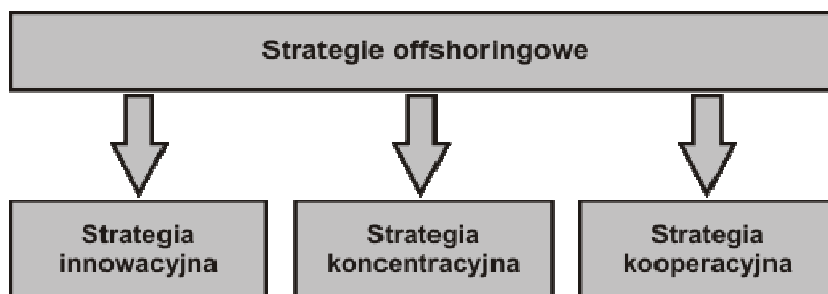 Strategie offshoringowe
Strategia
innowacyjna
Strategia
koncentracyjna
Strategia
kooperacyjna